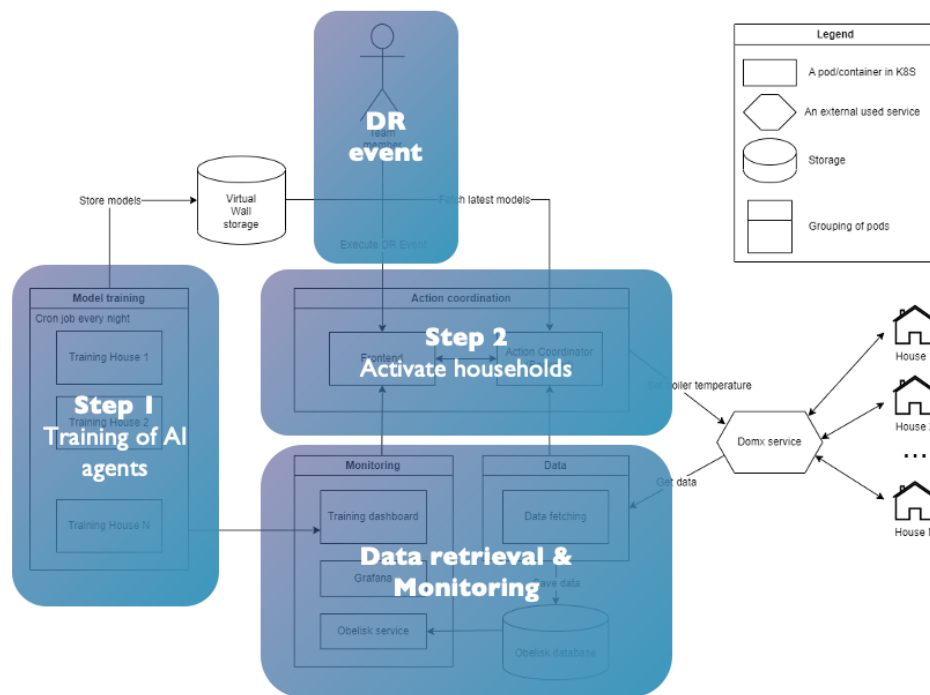 Legend
A pod/container in K8S
An external used service
Storage
Grouping of pods
DR
event
Team
member
Store models
Virtual
Wall
storage
Fetch latest models
Execute DR Event
Model training
Cron job every night
Training House 1
Training House 2
Training House N
Step 1
Training of AI
agents
Action coordination
Frontend
Action Coordinator
Step 2
Activate households
Set boiler temperature
Domx service
Get data
House
House 2
...
House N
Monitoring
Training dashboard
Grafana
Obelisk service
Data
Data fetching
Save data
Obelisk database
Data retrieval &
Monitoring